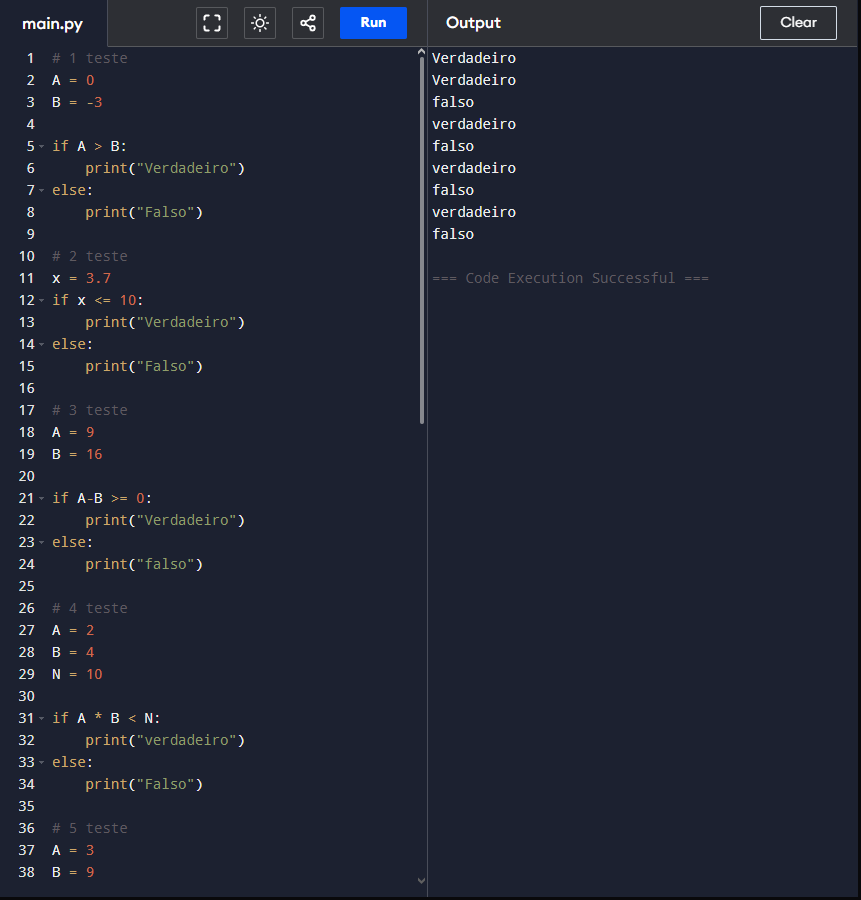 main.py
Run
Output
Clear
1 # 1 teste
2 A = 0
3 B = -3
4
5 if A > B:
6     print("Verdadeiro")
7 else:
8     print("Falso")
9
10 # 2 teste
11 x = 3.7
12 if x <= 10:
13     print("Verdadeiro")
14 else:
15     print("Falso")
16
17 # 3 teste
18 A = 9
19 B = 16
20
21 if A-B >= 0:
22     print("Verdadeiro")
23 else:
24     print("falso")
25
26 # 4 teste
27 A = 2
28 B = 4
29 N = 10
30
31 if A * B < N:
32     print("verdadeiro")
33 else:
34     print("Falso")
35
36 # 5 teste
37 A = 3
38 B = 9
Verdadeiro
Verdadeiro
falso
verdadeiro
falso
verdadeiro
falso
verdadeiro
falso
=== Code Execution Successful ===